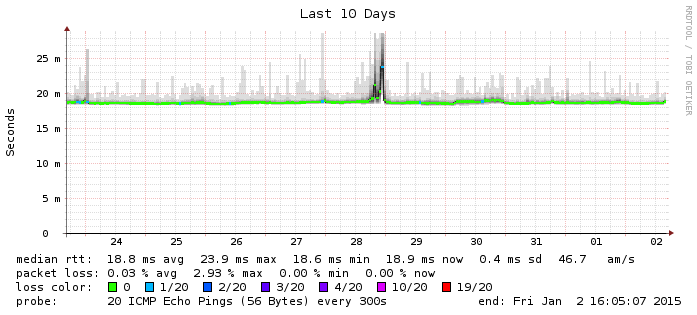 Last 10 Days
RRDTOOL / TOBI OETIKER
Seconds
25 m
20 m
15 m
10 m
5 m
0
24 25 26 27 28 29 30 31 01 02
median rtt: 18.8 ms avg 23.9 ms max 18.6 ms min 18.9 ms now 0.4 ms sd 46.7 am/s
packet loss: 0.03 % avg 2.93 % max 0.00 % min 0.00 % now
loss color: 0 1/20 2/20 3/20 4/20 10/20 19/20
probe: 20 ICMP Echo Pings (56 Bytes) every 300s end: Fri Jan 2 16:05:07 2015